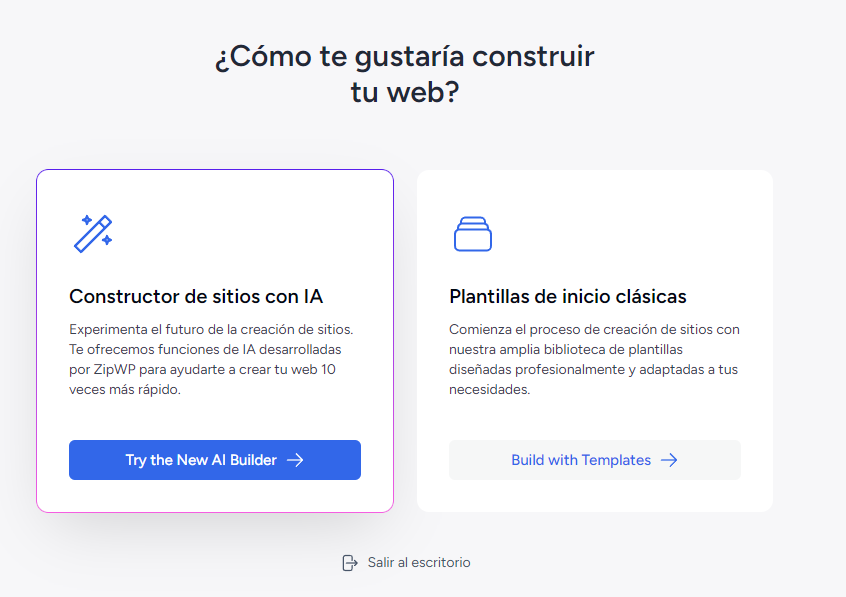 ¿Cómo te gustaría construir
tu web?
Constructor de sitios con IA
Experimenta el futuro de la creación de sitios.
Te ofrecemos funciones de IA desarrolladas
por ZipWP para ayudarte a crear tu web 10
veces más rápido.
Try the New AI Builder
Plantillas de inicio clásicas
Comienza el proceso de creación de sitios con
nuestra amplia biblioteca de plantillas
diseñadas profesionalmente y adaptadas a tus
necesidades.
Build with Templates
Salir al escritorio